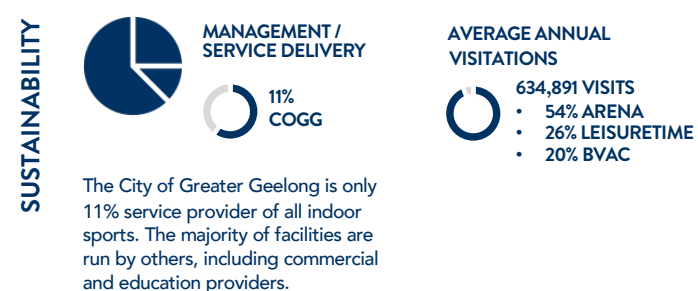 SUSTAINABILITY
MANAGEMENT /
SERVICE DELIVERY
11%
COGG
The City of Greater Geelong is only
11% service provider of all indoor
sports. The majority of facilities are
run by others, including commercial
and education providers.
AVERAGE ANNUAL
VISITATIONS
634,891 VISITS
• 54% ARENA
• 26% LEISURETIME
• 20% BVAC